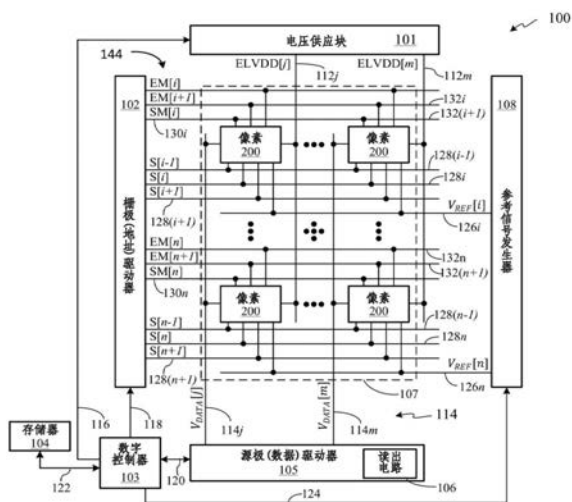 100
电压供应块
101
144
ELVDD[j]
ELVDD[m]
112j
112m
102
栅极(地址)驱动器
EM[i]
EM[i+1]
SM[i]
130i
132i
132(i+1)
108
参考信号发生器
像素
200
像素
200
S[i-1]
S[i]
S[i+1]
128(i-1)
128i
128(i+1)
VREF[i]
126i
EM[n]
EM[n+1]
SM[n]
130n
132n
132(n+1)
像素
200
像素
200
S[n-1]
S[n]
S[n+1]
128(n-1)
128n
128(n+1)
VREF[n]
126n
107
VDATA[j]
VDATA[m]
116
118
114j
114m
114
存储器
104
122
数字
控制器
103
120
源极(数据)驱动器
105
读出
电路
106
124